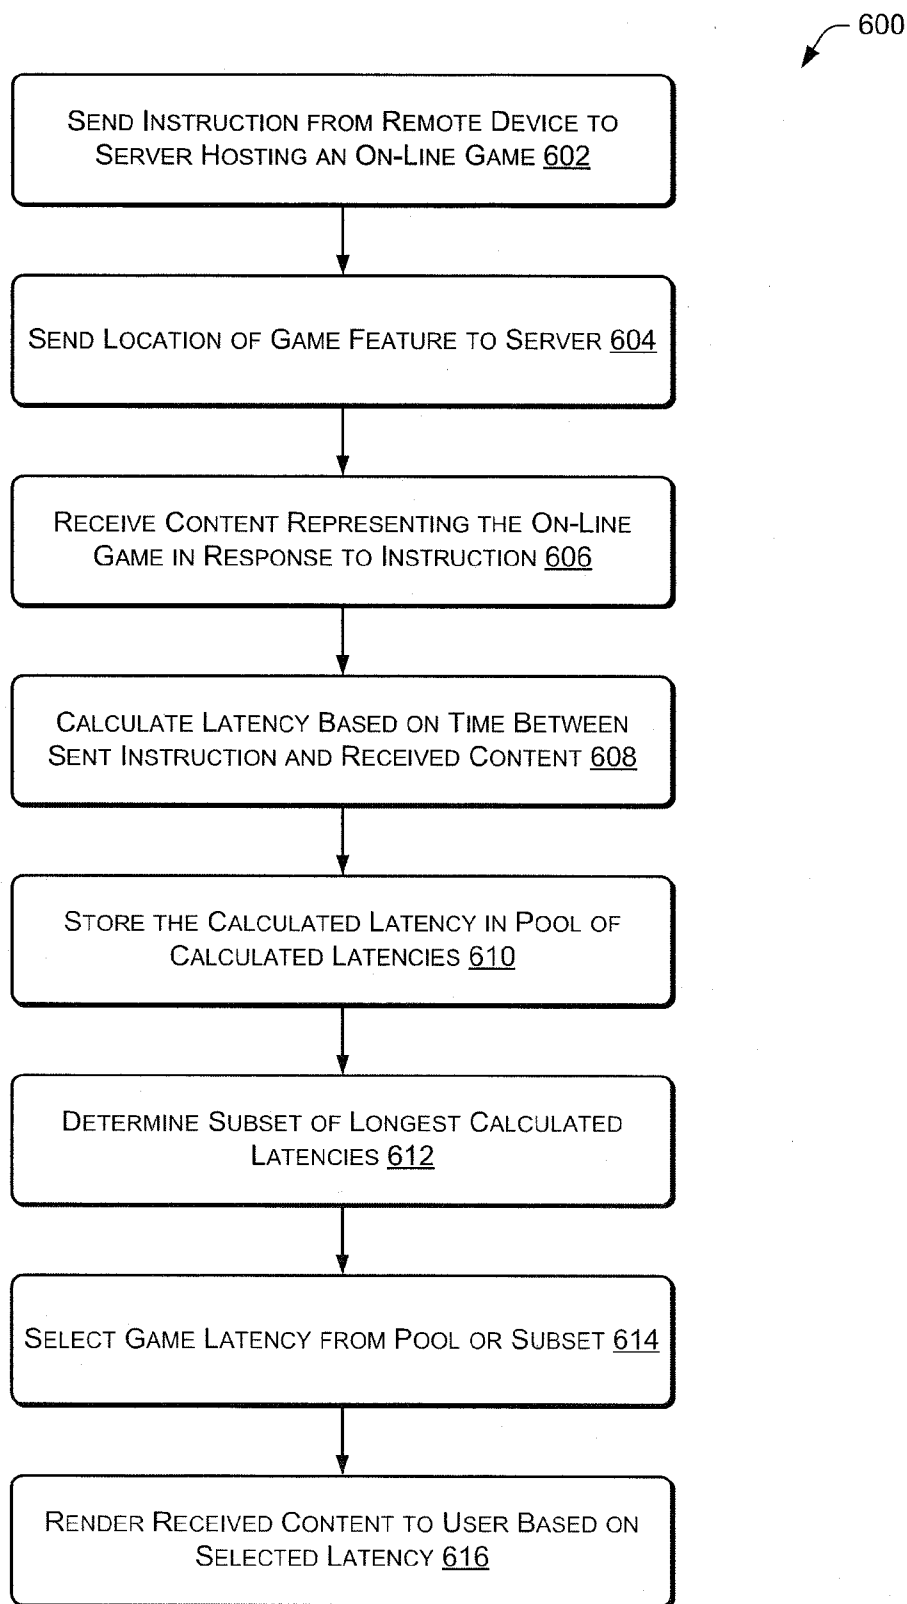 600
SEND INSTRUCTION FROM REMOTE DEVICE TO
SERVER HOSTING AN ON-LINE GAME 602
SEND LOCATION OF GAME FEATURE TO SERVER 604
RECEIVE CONTENT REPRESENTING THE ON-LINE
GAME IN RESPONSE TO INSTRUCTION 606
CALCULATE LATENCY BASED ON TIME BETWEEN
SENT INSTRUCTION AND RECEIVED CONTENT 608
STORE THE CALCULATED LATENCY IN POOL OF
CALCULATED LATENCIES 610
DETERMINE SUBSET OF LONGEST CALCULATED
LATENCIES 612
SELECT GAME LATENCY FROM POOL OR SUBSET 614
RENDER RECEIVED CONTENT TO USER BASED ON
SELECTED LATENCY 616